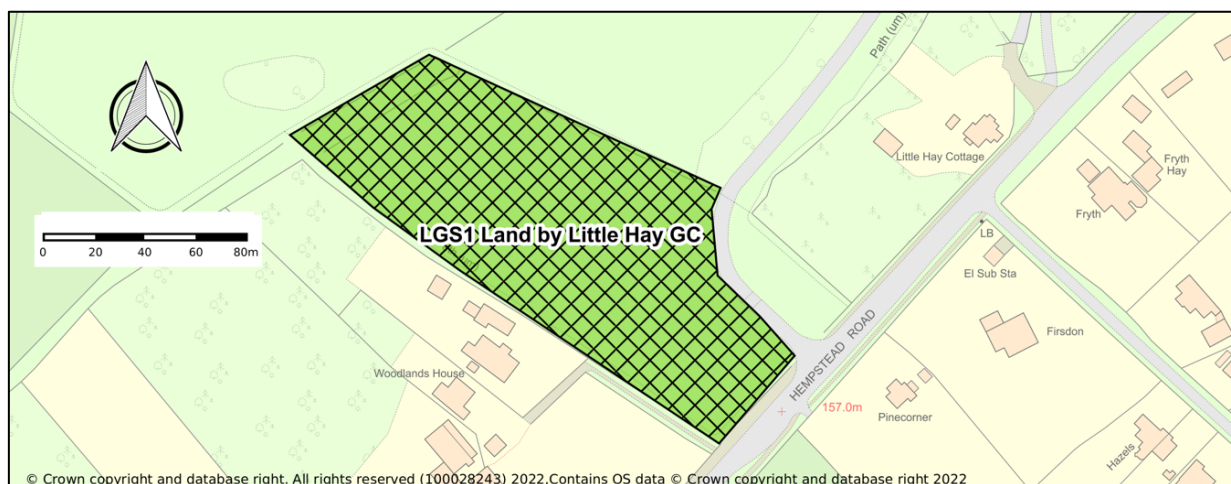 Path (um)
Little Hay Cottage
Fryth
Hay
Fryth
LGS1 Land by Little Hay GC
LB
El Sub Sta
0 20m 40 60 80m
HEMPSTEAD ROAD
Firsdon
Woodlands House
157.0m
Pinecorner
Hazels
© Crown copyright and database right. All rights reserved (100028243) 2022.Contains OS data © Crown copyright and database right 2022